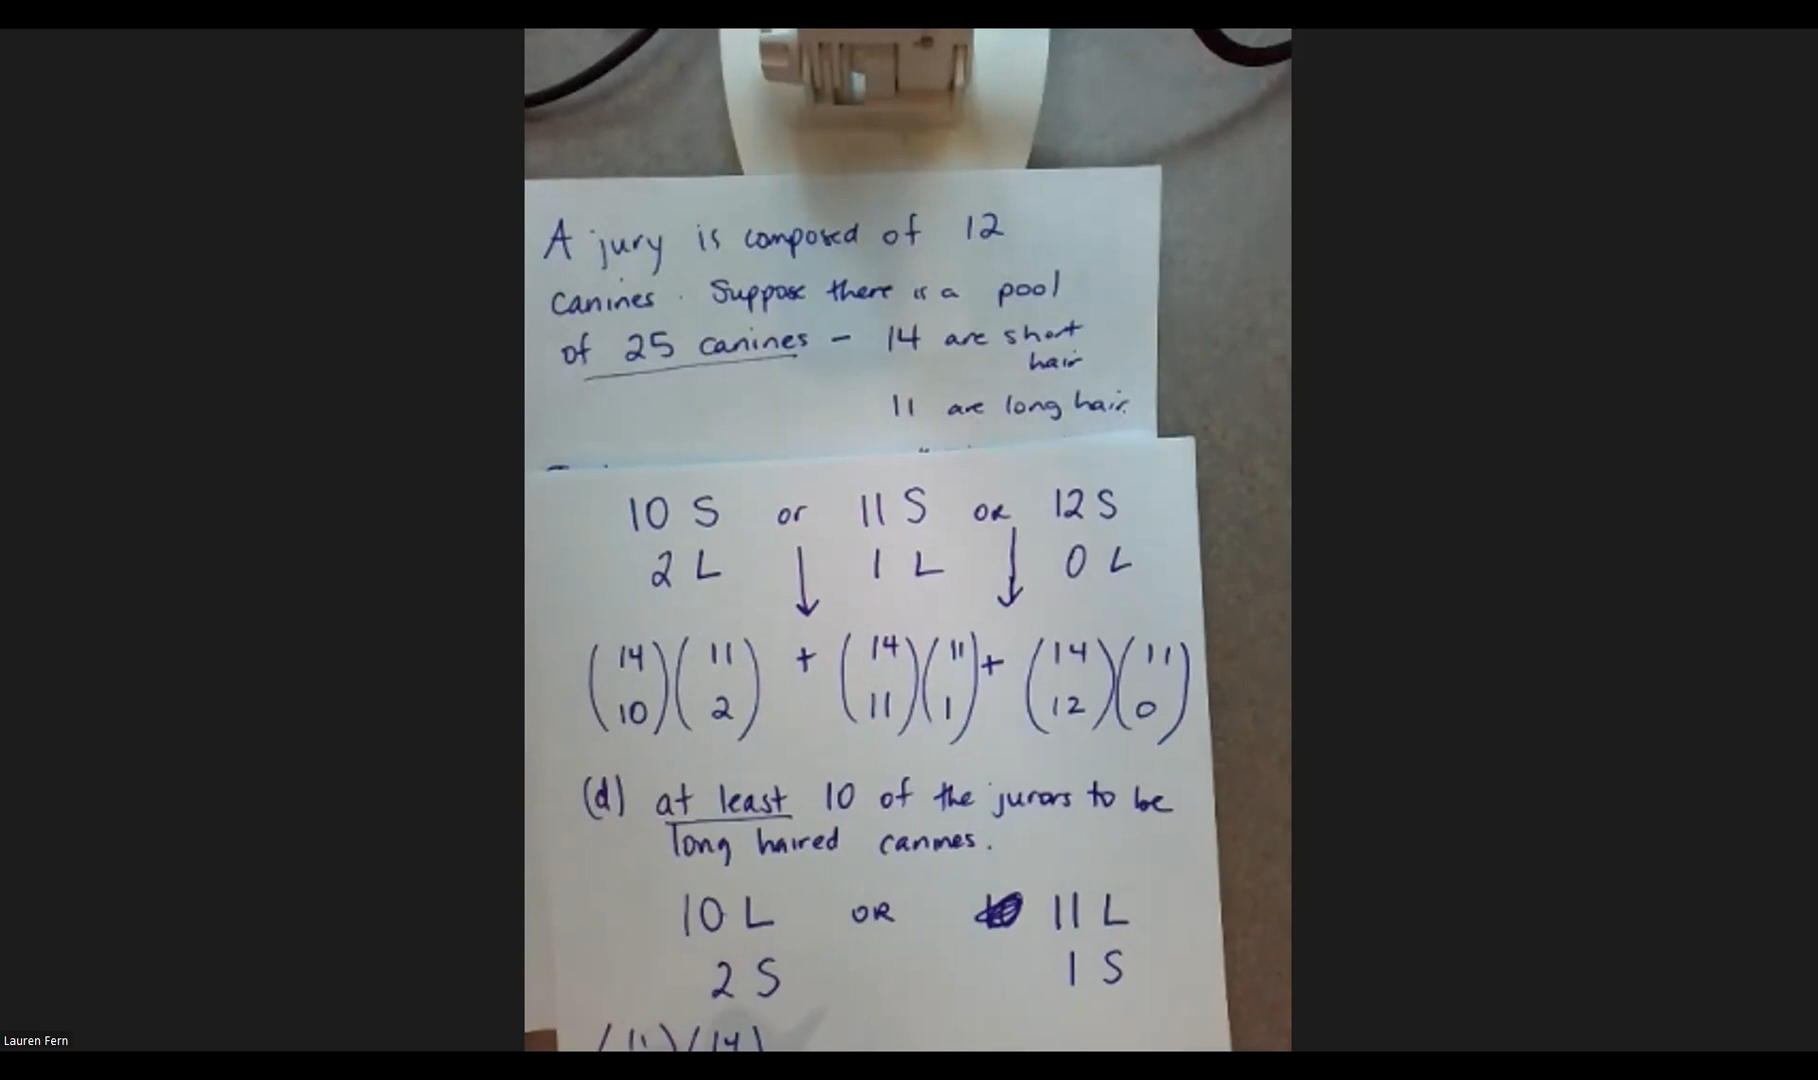 A jury is composed of 12
canines. Suppose there is a pool
of 25 canines - 14 are short
hair
11 are long hair.
10 S or 11 S OR 12 S
2 L 1 L 0 L
(14 10)(11 2) + (14 11)(11 1) + (14 12)(11 0)
(d) at least 10 of the jurors to be
long haired canines.
10 L OR 11 L
2 S 1 S
(11)(14)
Lauren Fern